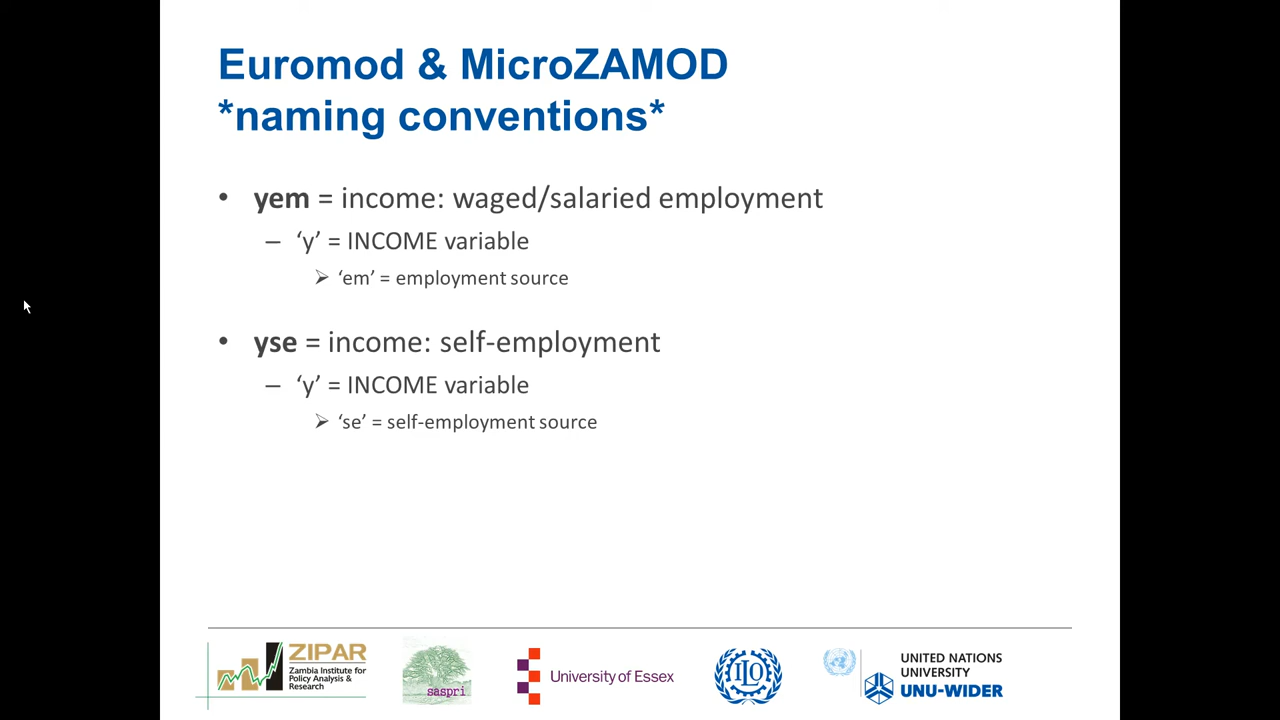 Euromod & MicroZAMOD
*naming conventions*
• yem = income: waged/salaried employment
– ‘y’ = INCOME variable
➢ ‘em’ = employment source
• yse = income: self-employment
– ‘y’ = INCOME variable
➢ ‘se’ = self-employment source
ZIPAR
Zambia Institute for
Policy Analysis &
Research
saspri
University of Essex
ILO
UNITED NATIONS
UNIVERSITY
UNU-WIDER